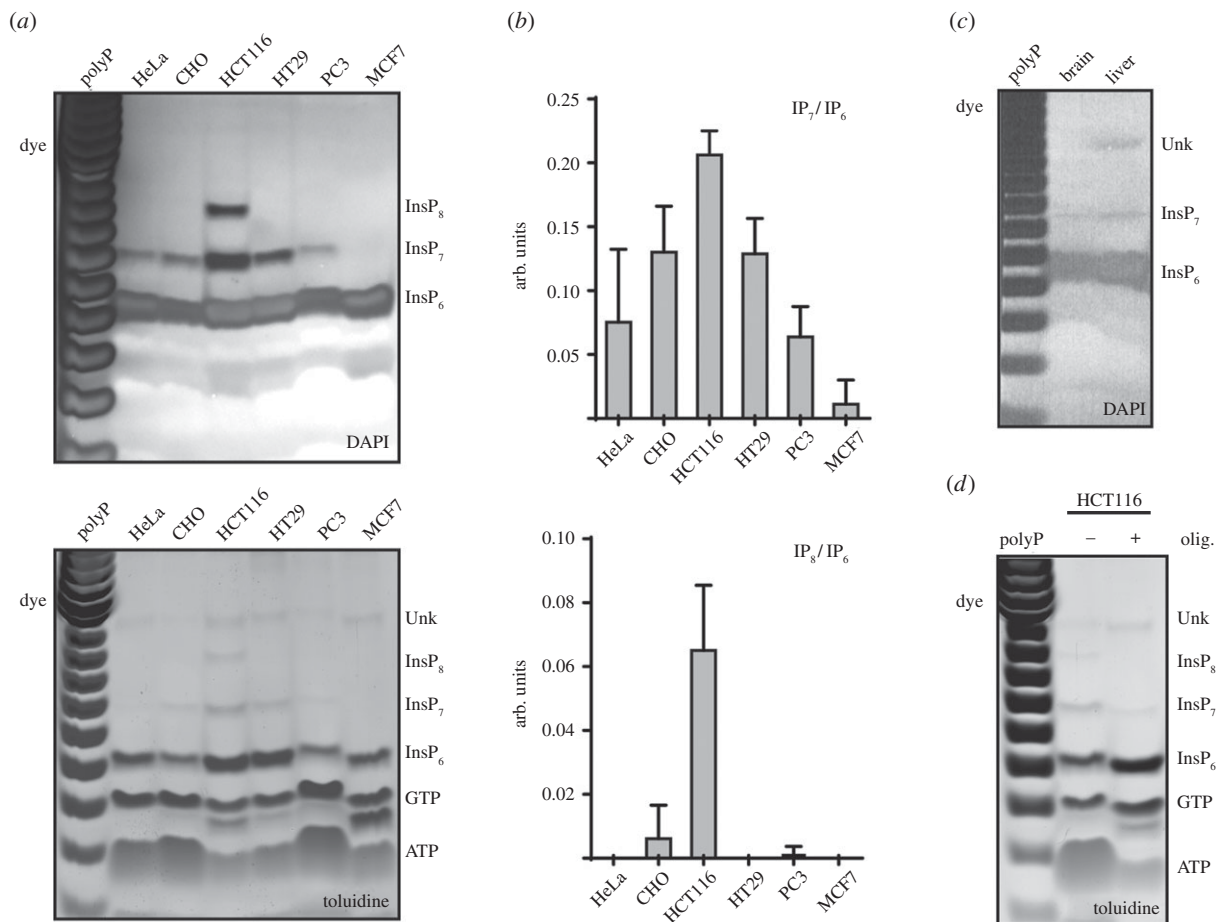 (a)
polyP HeLa CHO HCT116 HT29 PC3 MCF7
dye
InsP₈
InsP₇
InsP₆
DAPI
polyP HeLa CHO HCT116 HT29 PC3 MCF7
dye
Unk
InsP₈
InsP₇
InsP₆
GTP
ATP
toluidine
(b)
IP₇/IP₆
0.25
0.20
0.15
0.10
0.05
arb. units
HeLa CHO HCT116 HT29 PC3 MCF7
IP₈/IP₆
0.10
0.08
0.06
0.04
0.02
arb. units
HeLa CHO HCT116 HT29 PC3 MCF7
(c)
polyP brain liver
dye
Unk
InsP₇
InsP₆
DAPI
(d)
HCT116
polyP – + olig.
dye
Unk
InsP₈
InsP₇
InsP₆
GTP
ATP
toluidine